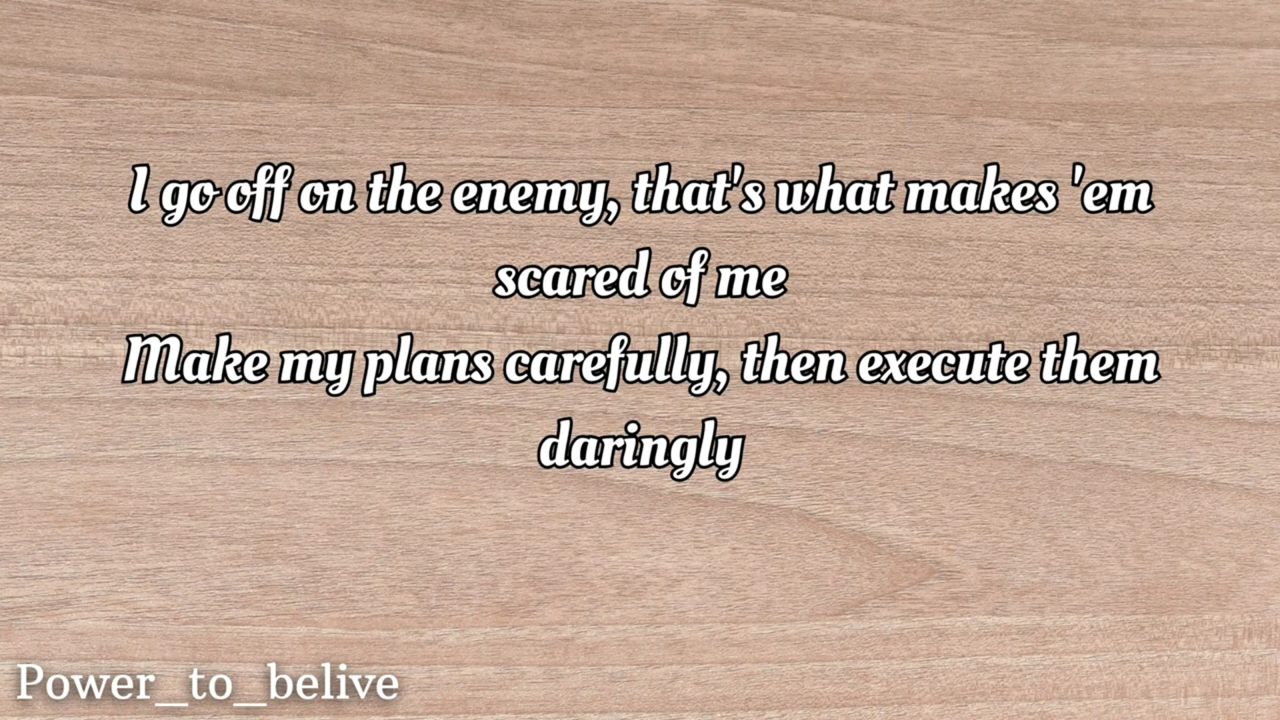 I go off on the enemy, that's what makes 'em
scared of me
Make my plans carefully, then execute them
daringly
Power_to_belive